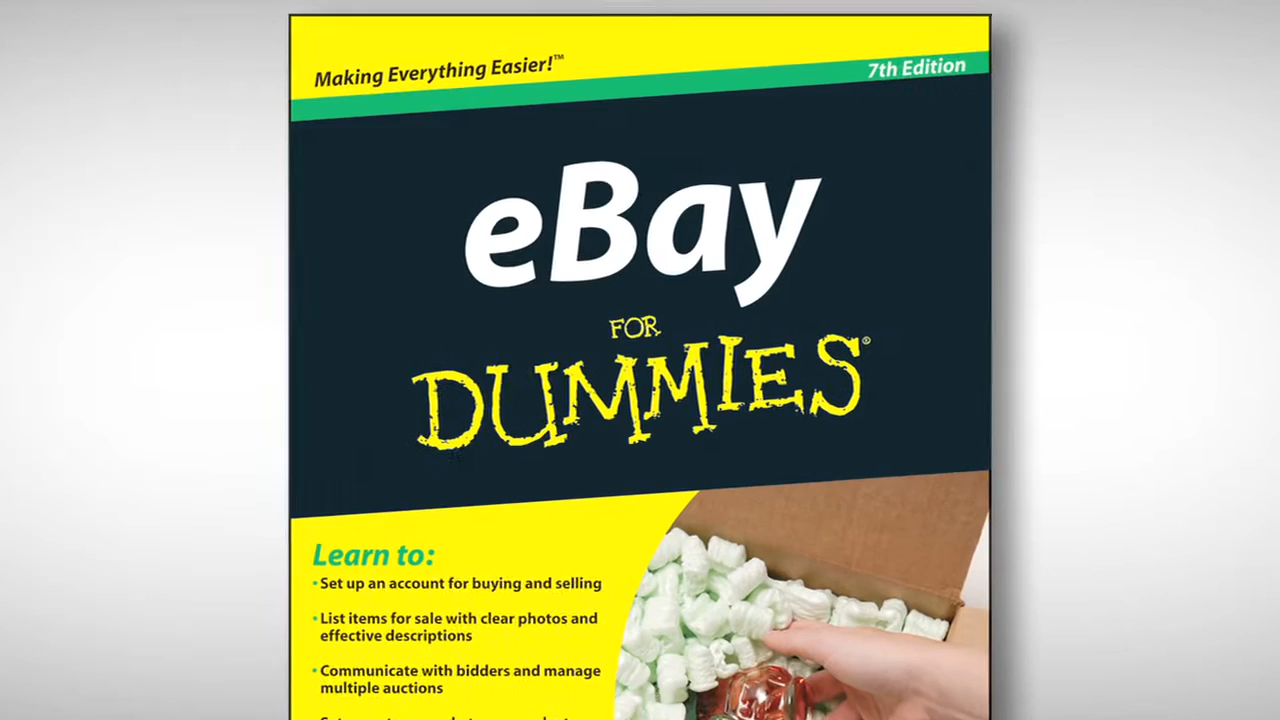 Making Everything Easier!™
7th Edition
eBay
FOR
DUMMIES®
Learn to:
• Set up an account for buying and selling
• List items for sale with clear photos and
effective descriptions
• Communicate with bidders and manage
multiple auctions